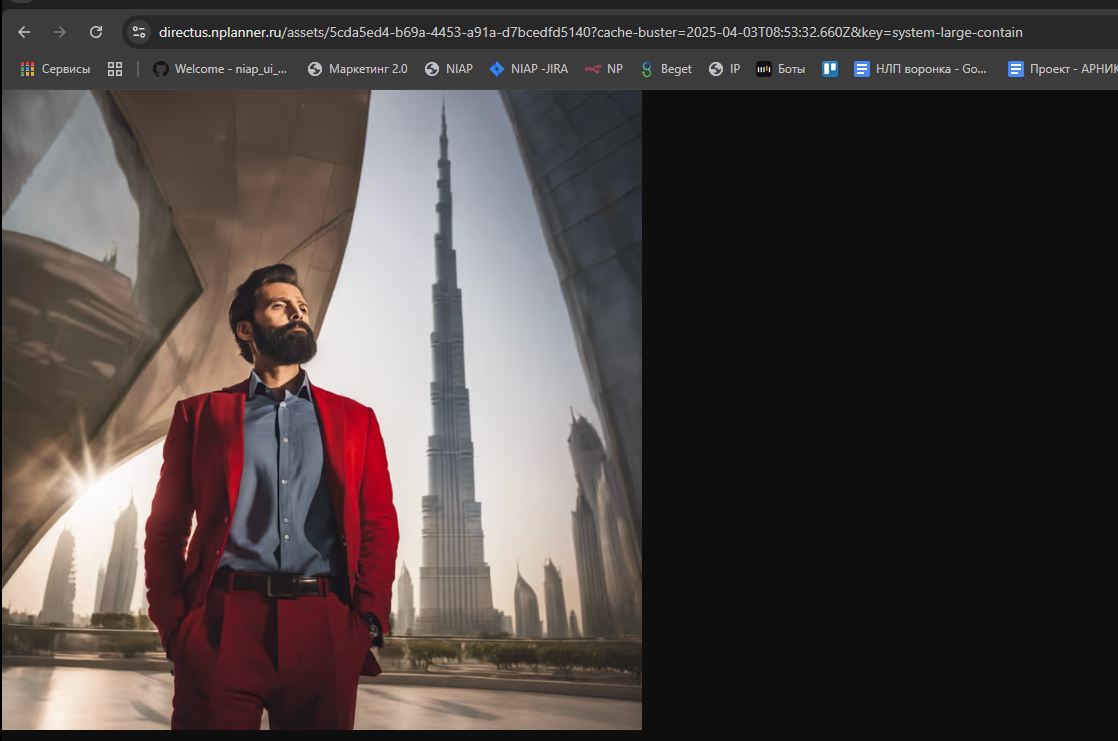 directus.nplanner.ru/assets/5cda5ed4-b69a-4453-a91a-d7bcedfd5140?cache-buster=2025-04-03T08:53:32.660Z&key=system-large-contain
Сервисы Welcome - niap_ui_... Маркетинг 2.0 NIAP NIAP -JIRA NP Beget IP Боты НЛП воронка - Go... Проект - АРНИК